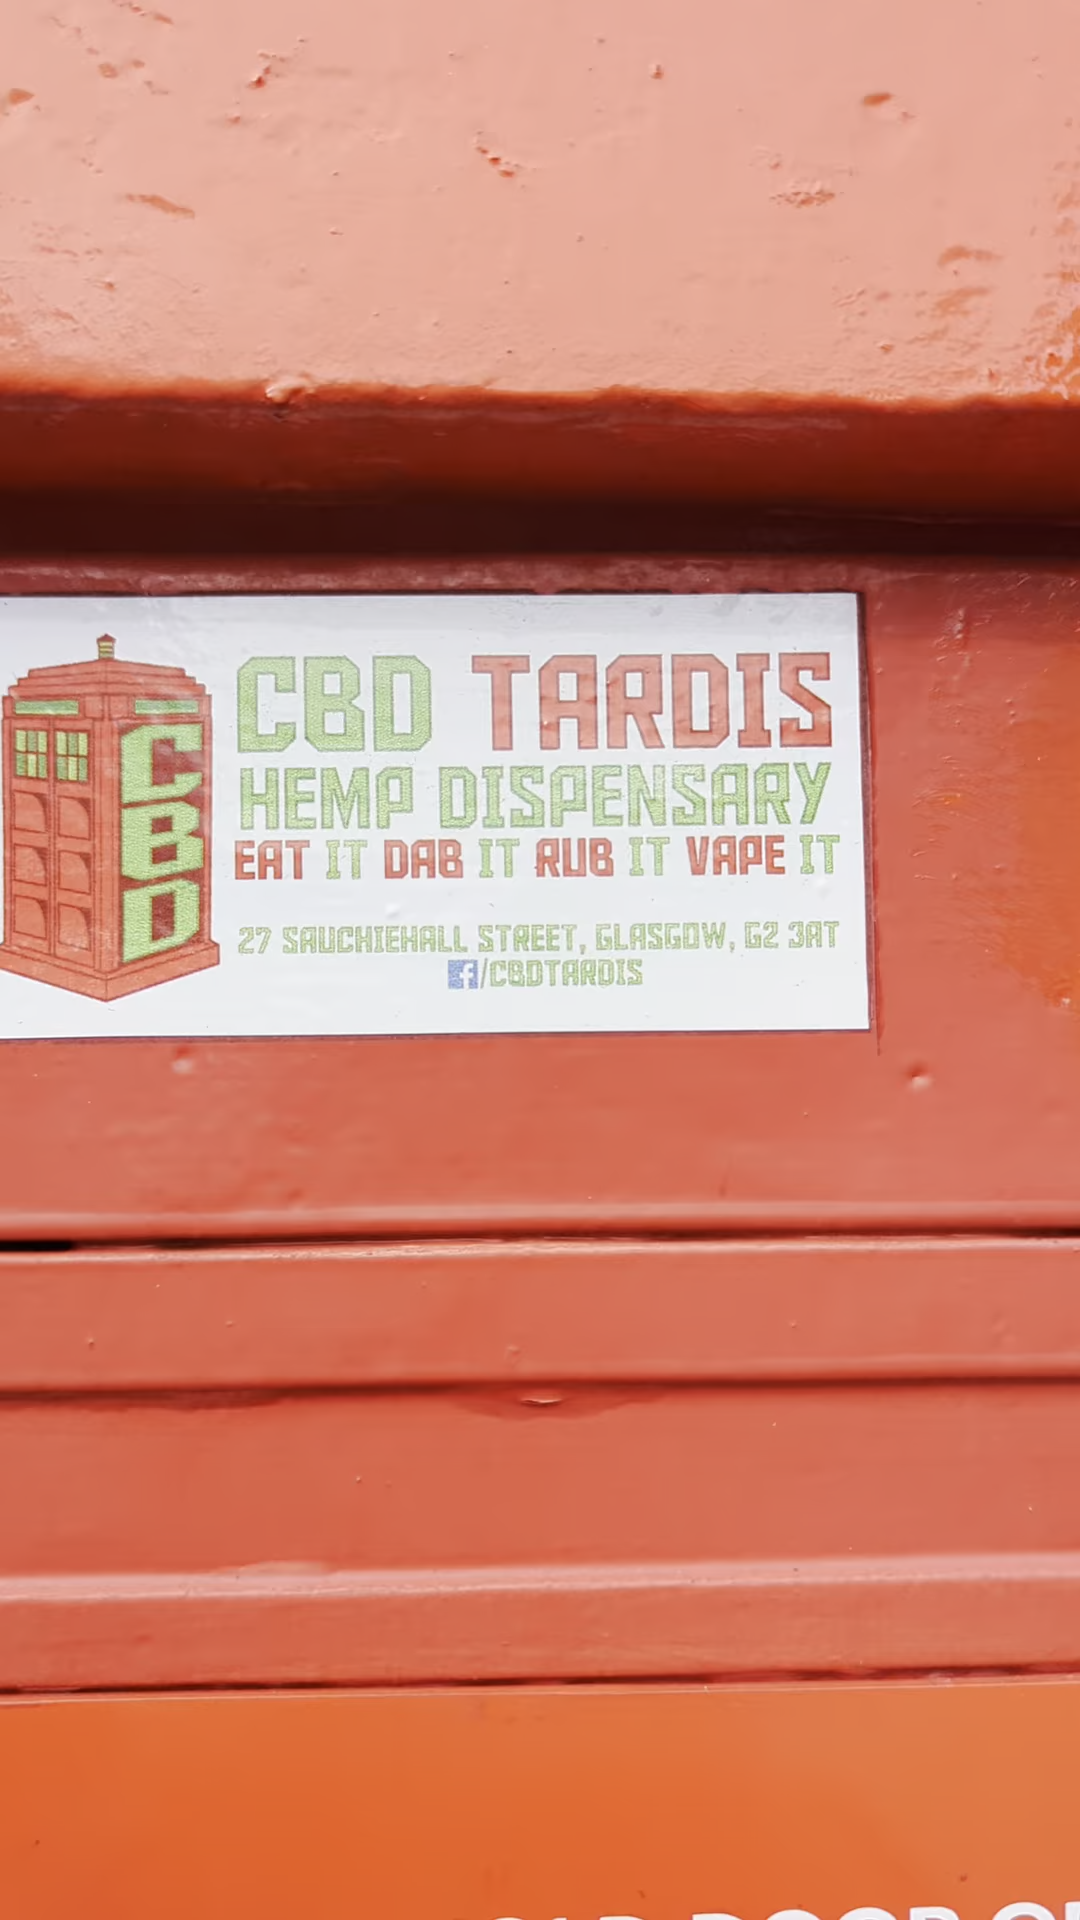 CBD
CBD TARDIS
HEMP DISPENSARY
EAT IT DAB IT RUB IT VAPE IT
27 SAUCHIEHALL STREET, GLASGOW, G2 3AT
f/CBDTARDIS